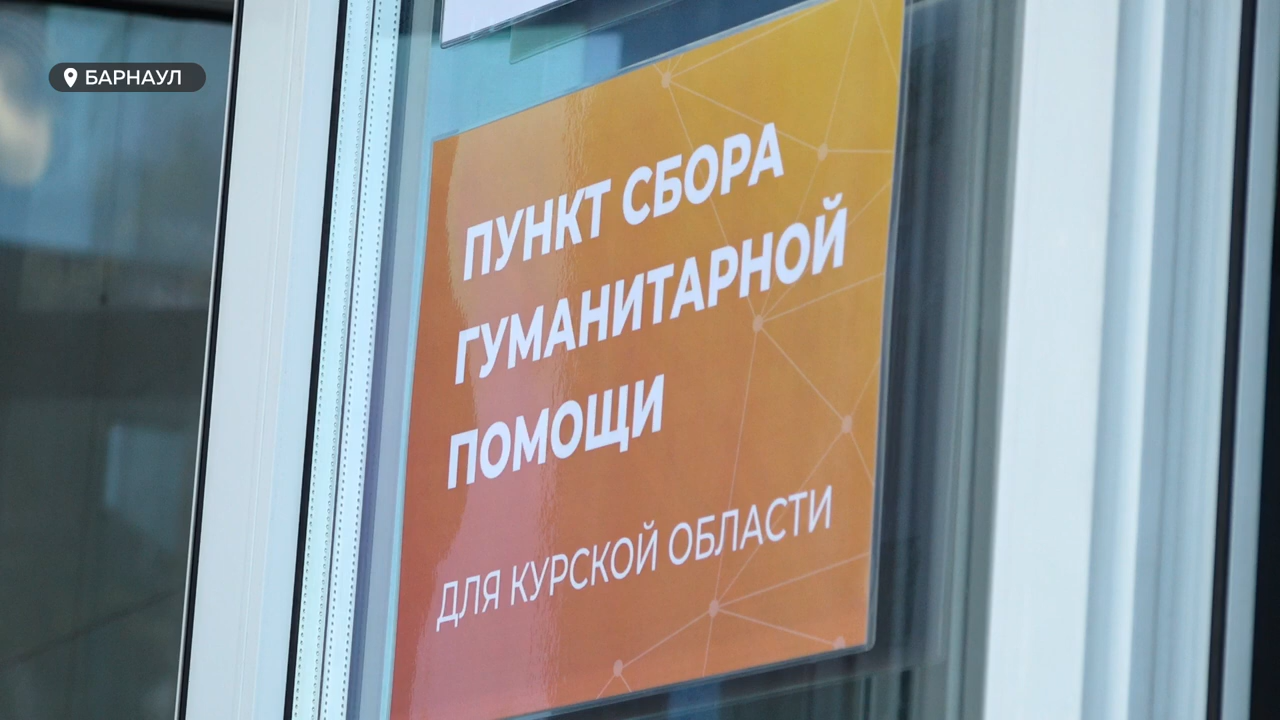 БАРНАУЛ
ПУНКТ СБОРА
ГУМАНИТАРНОЙ
ПОМОЩИ
ДЛЯ КУРСКОЙ ОБЛАСТИ